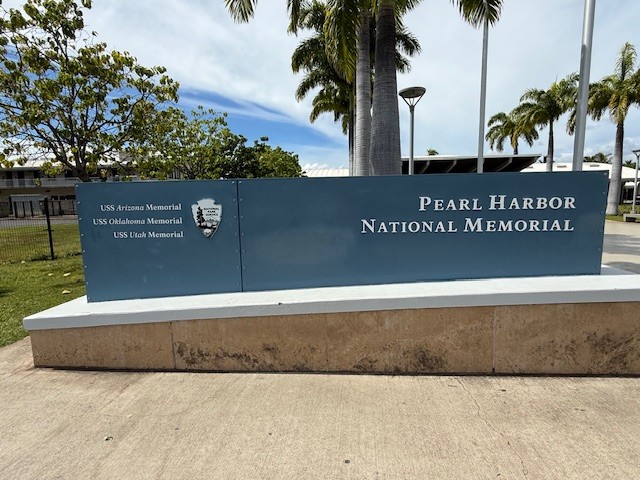 USS Arizona Memorial
USS Oklahoma Memorial
USS Utah Memorial
PEARL HARBOR
NATIONAL MEMORIAL